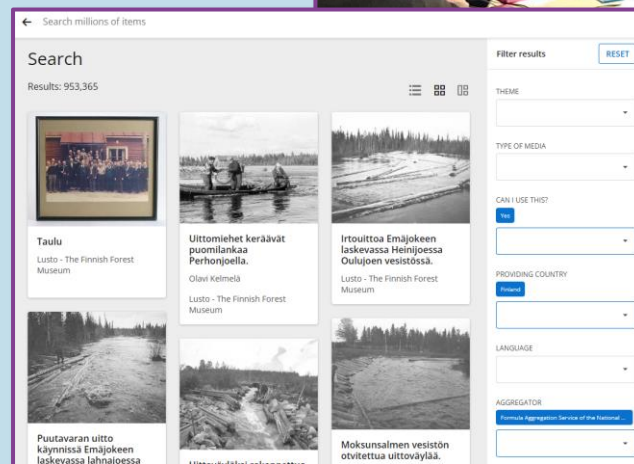 ← Search millions of items
Search
Results: 953,365
Taulu
Lusto - The Finnish Forest
Museum
Uittomiehet keräävät
puomilankaa
Perhonjoella.
Olavi Kelmelä
Lusto - The Finnish Forest
Museum
Irtouittoa Emäjokeen
laskevassa Heinijoessa
Oulujoen vesistössä.
Lusto - The Finnish Forest
Museum
Puutavaran uitto
käynnissä Emäjokeen
laskevassa lahnajoessa
Moksunsalmen vesistön
otvitettua uittoväylää.
Filter results
RESET
THEME
TYPE OF MEDIA
CAN I USE THIS?
Yes
PROVIDING COUNTRY
Finland
LANGUAGE
AGGREGATOR
Formula Aggregation Service of the National ...